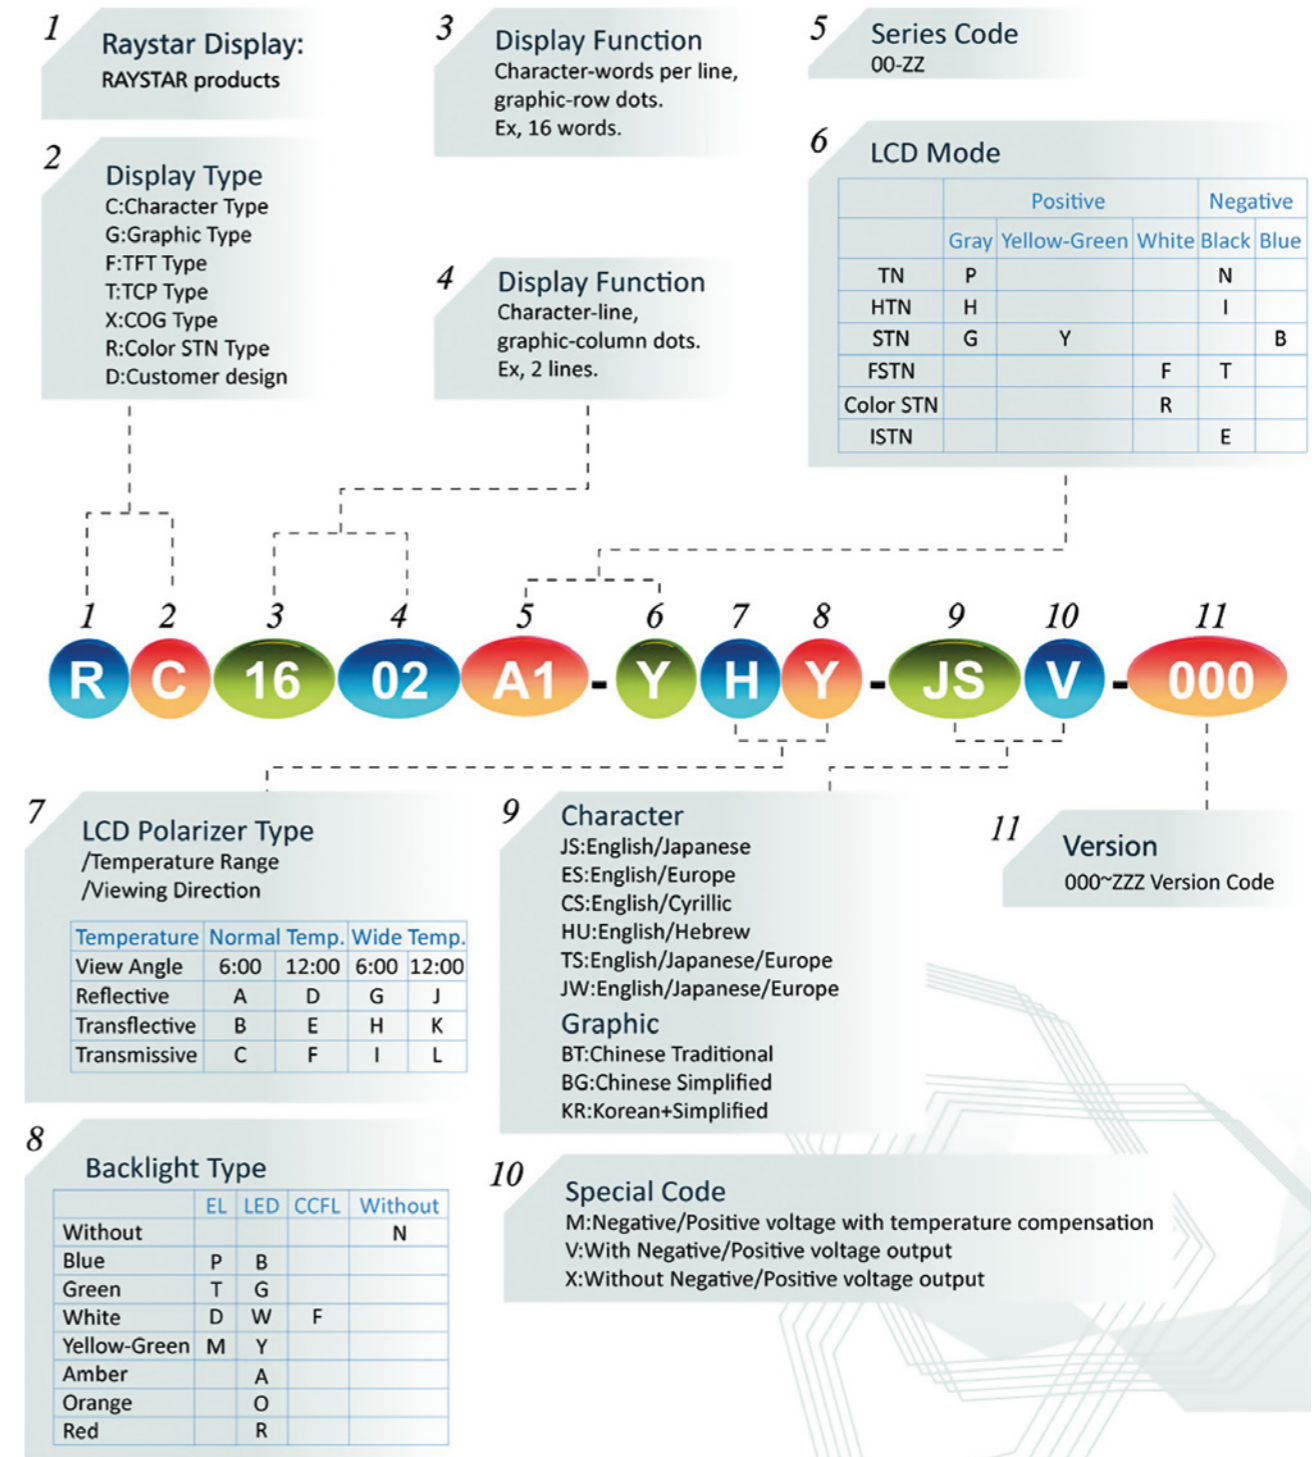 1
Raystar Display:
RAYSTAR products
2
Display Type
C:Character Type
G:Graphic Type
F:TFT Type
T:TCP Type
X:COG Type
R:Color STN Type
D:Customer design
3
Display Function
Character-words per line,
graphic-row dots.
Ex, 16 words.
4
Display Function
Character-line,
graphic-column dots.
Ex, 2 lines.
5
Series Code
00-ZZ
6
LCD Mode
Positive Negative
Gray Yellow-Green White Black Blue
TN P N
HTN H I
STN G Y B
FSTN F T
Color STN R
ISTN E
1 2 3 4 5 6 7 8 9 10 11
R C 16 02 A1 - Y H Y - JS V - 000
7
LCD Polarizer Type
/Temperature Range
/Viewing Direction
Temperature Normal Temp. Wide Temp.
View Angle 6:00 12:00 6:00 12:00
Reflective A D G J
Transflective B E H K
Transmissive C F I L
8
Backlight Type
EL LED CCFL Without
Without N
Blue P B
Green T G
White D W F
Yellow-Green M Y
Amber A
Orange O
Red R
9
Character
JS:English/Japanese
ES:English/Europe
CS:English/Cyrillic
HU:English/Hebrew
TS:English/Japanese/Europe
JW:English/Japanese/Europe
Graphic
BT:Chinese Traditional
BG:Chinese Simplified
KR:Korean+Simplified
10
Special Code
M:Negative/Positive voltage with temperature compensation
V:With Negative/Positive voltage output
X:Without Negative/Positive voltage output
11
Version
000~ZZZ Version Code